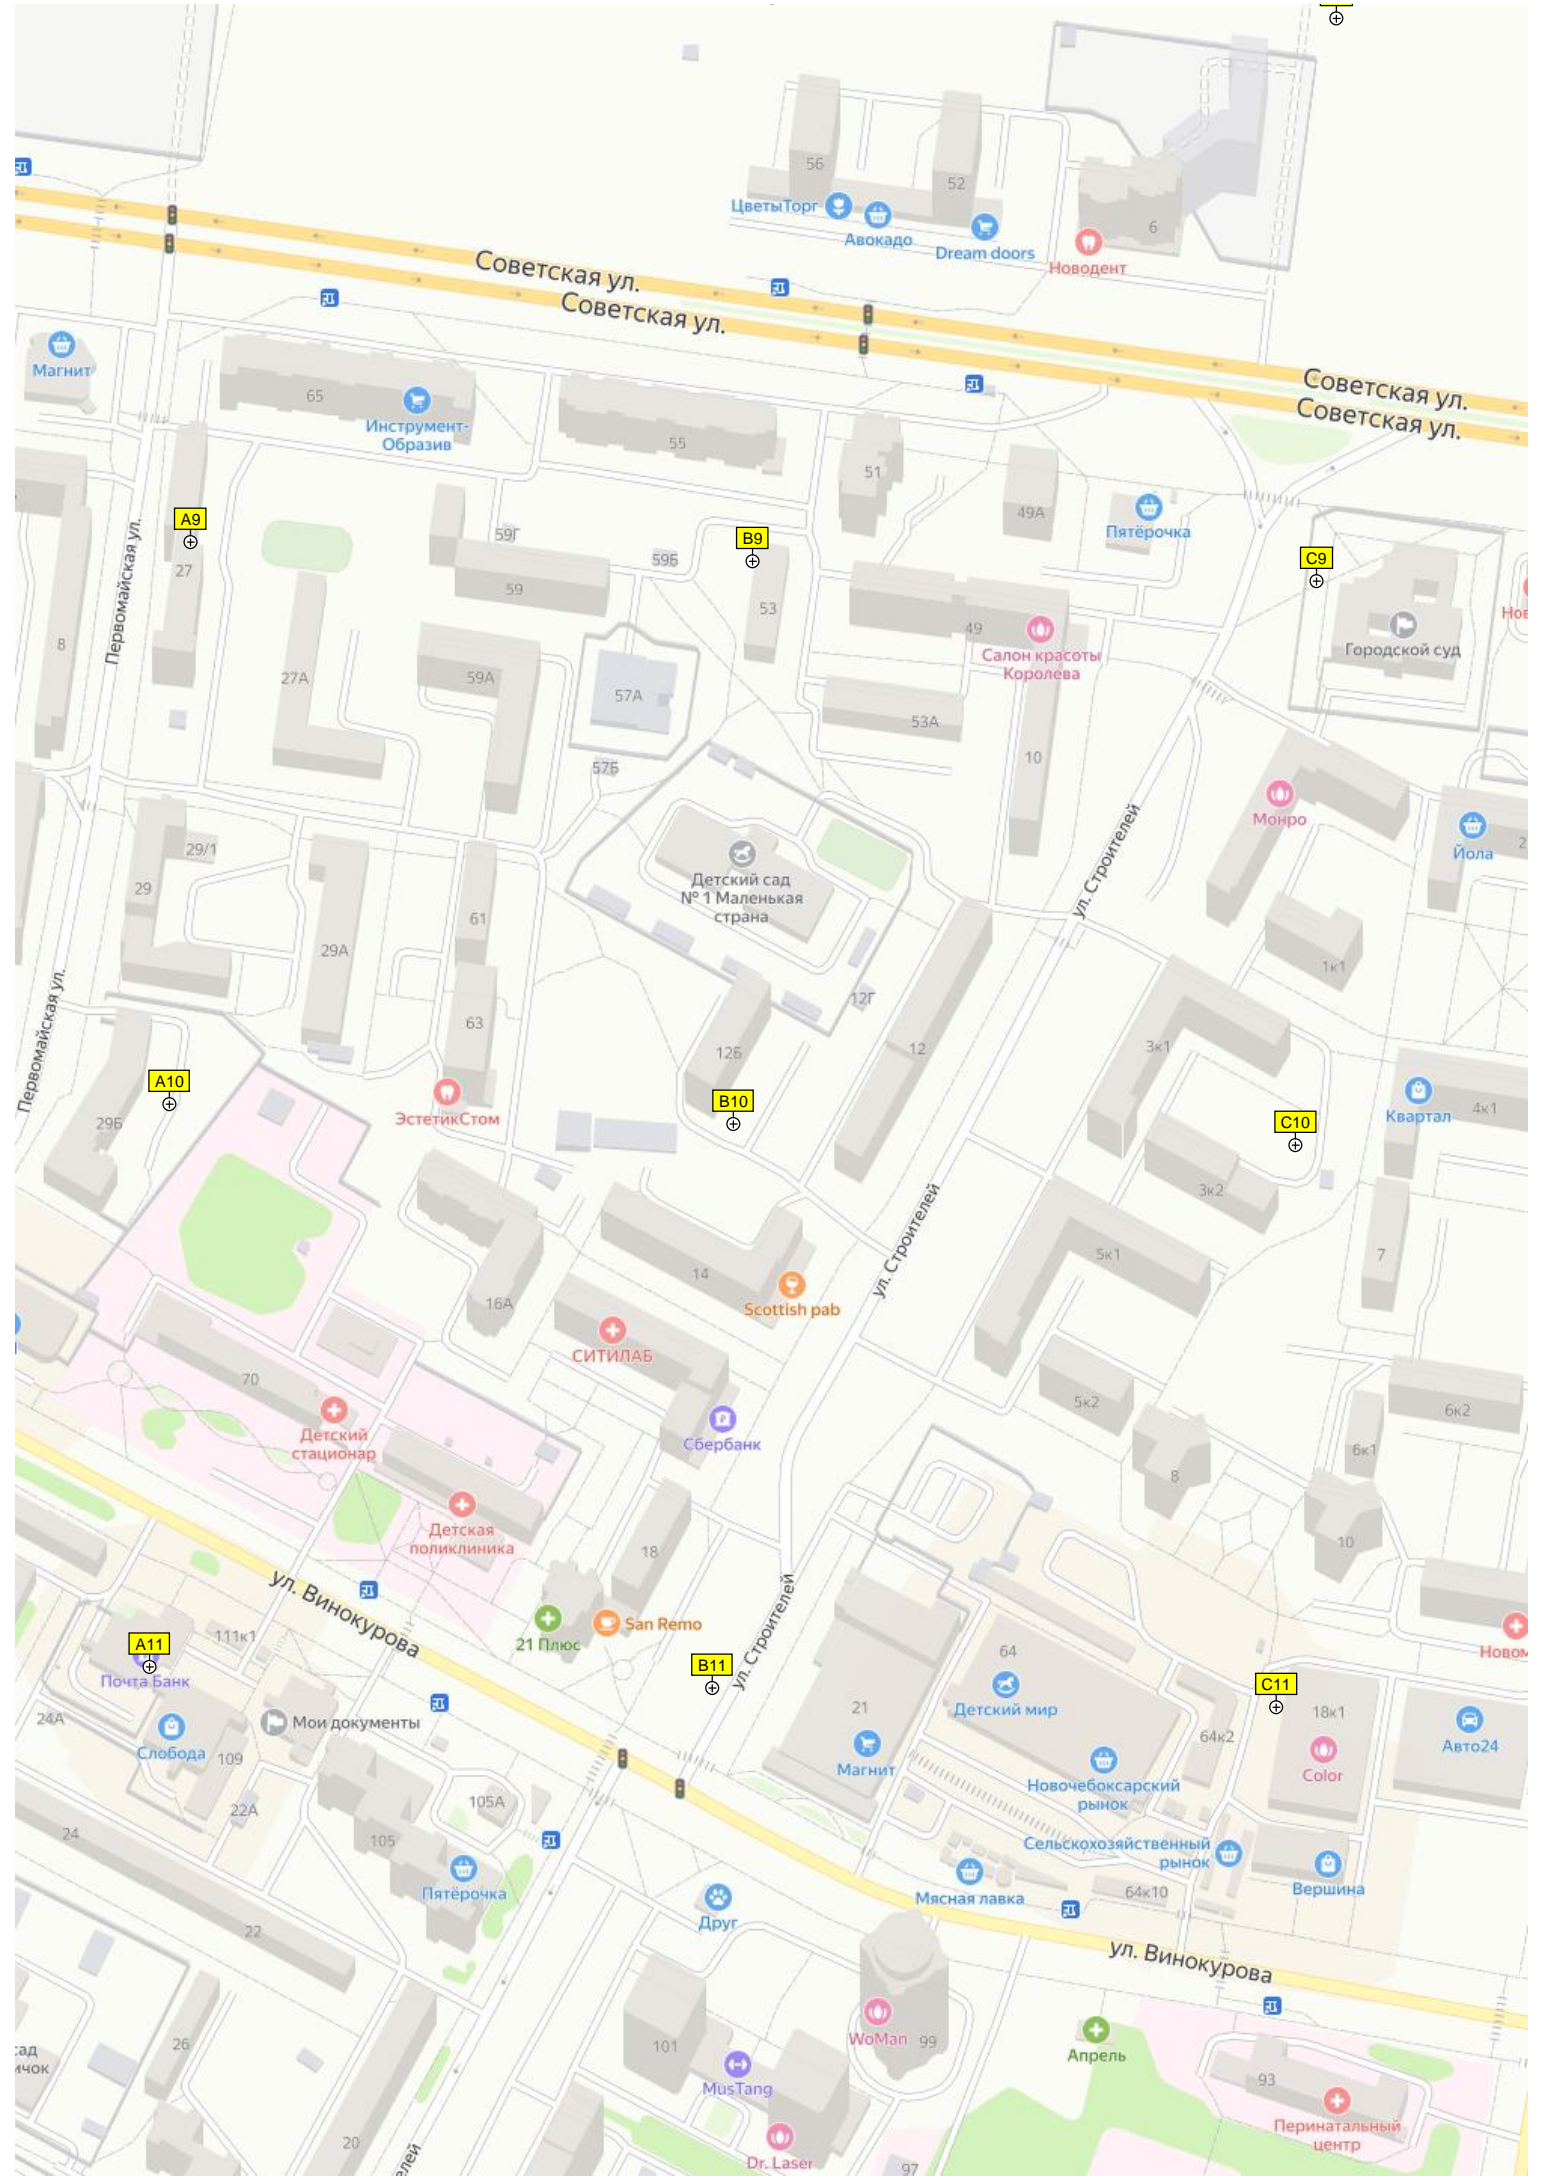 56
52
6
ЦветыТорг
Авокадо
Dream doors
Новодент
Советская ул.
Советская ул.
Магнит
65
Инструмент-
Образив
55
51
49А
Пятёрочка
Советская ул.
Советская ул.
A9
B9
C9
Первомайская ул.
27
59Г
59Б
59
53
49
Салон красоты
Королева
Городской суд
Нов
8
27А
59А
57А
53А
10
57Б
Монро
Йола
2
29/1
29
61
29А
Детский сад
№ 1 Маленькая
страна
ул. Строителей
1к1
12Г
Первомайская ул.
63
12Б
12
3к1
A10
B10
C10
29Б
ЭстетикСтом
Квартал
4к1
3к2
14
16А
Scottish pab
ул. Строителей
5к1
7
СИТИЛАБ
70
Детский
стационар
Сбербанк
5к2
6к2
6к1
8
10
Детская
поликлиника
18
ул. Винокурова
21 Плюс
San Remo
ул. Строителей
A11
B11
C11
111к1
Почта Банк
24А
Слобода
109
Мои документы
22А
64
Детский мир
21
Магнит
64к2
18к1
Color
Авто24
Новом
Новочебоксарский
рынок
24
105А
105
Пятёрочка
Сельскохозяйственный
рынок
Вершина
Мясная лавка
64к10
Друг
22
ул. Винокурова
26
101
WoMan
99
MusTang
Апрель
93
Перинатальный
центр
сад
ичок
20
Dr. Laser
97
телей